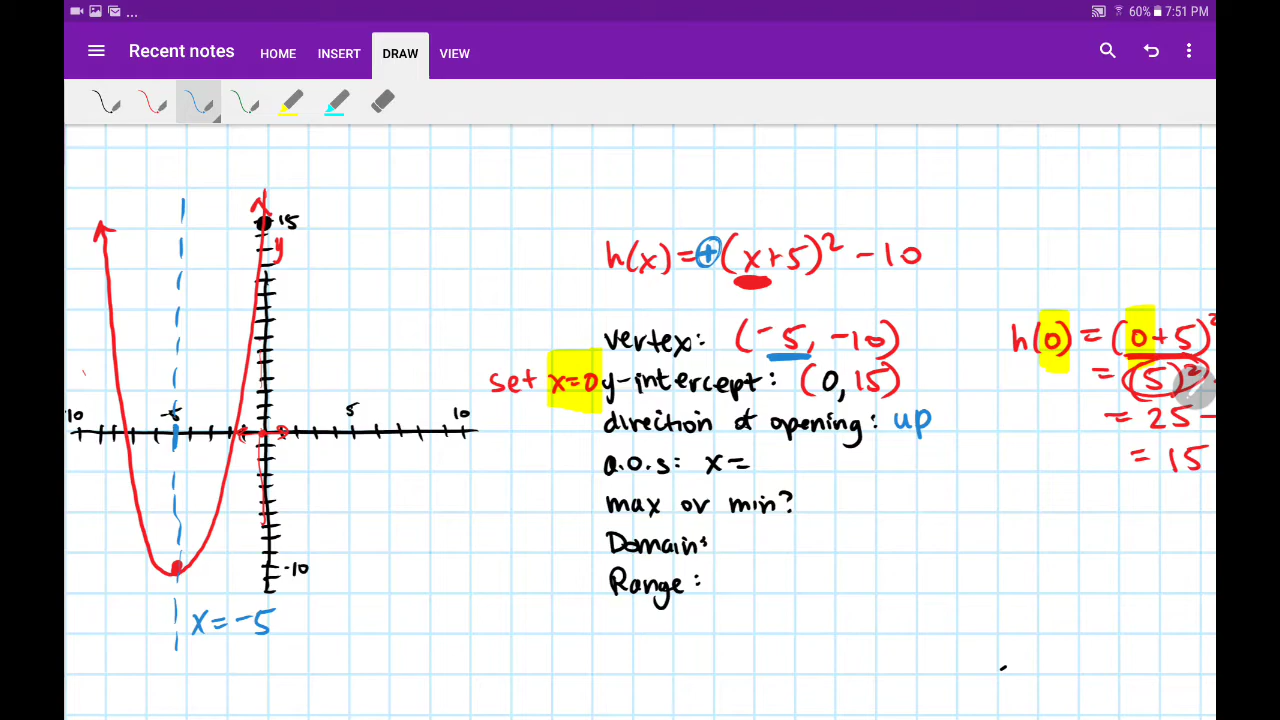 ... 60% 7:51 PM
Recent notes HOME INSERT DRAW VIEW
15
y
10 -5 5 10
-10
x = -5
h(x) = + (x+5)² - 10
vertex: (-5, -10)
set x=0 y-intercept: (0, 15)
direction of opening: up
a.o.s: x =
max or min?
Domain:
Range:
h(0) = (0+5)²
= (5)²
= 25 -
= 15